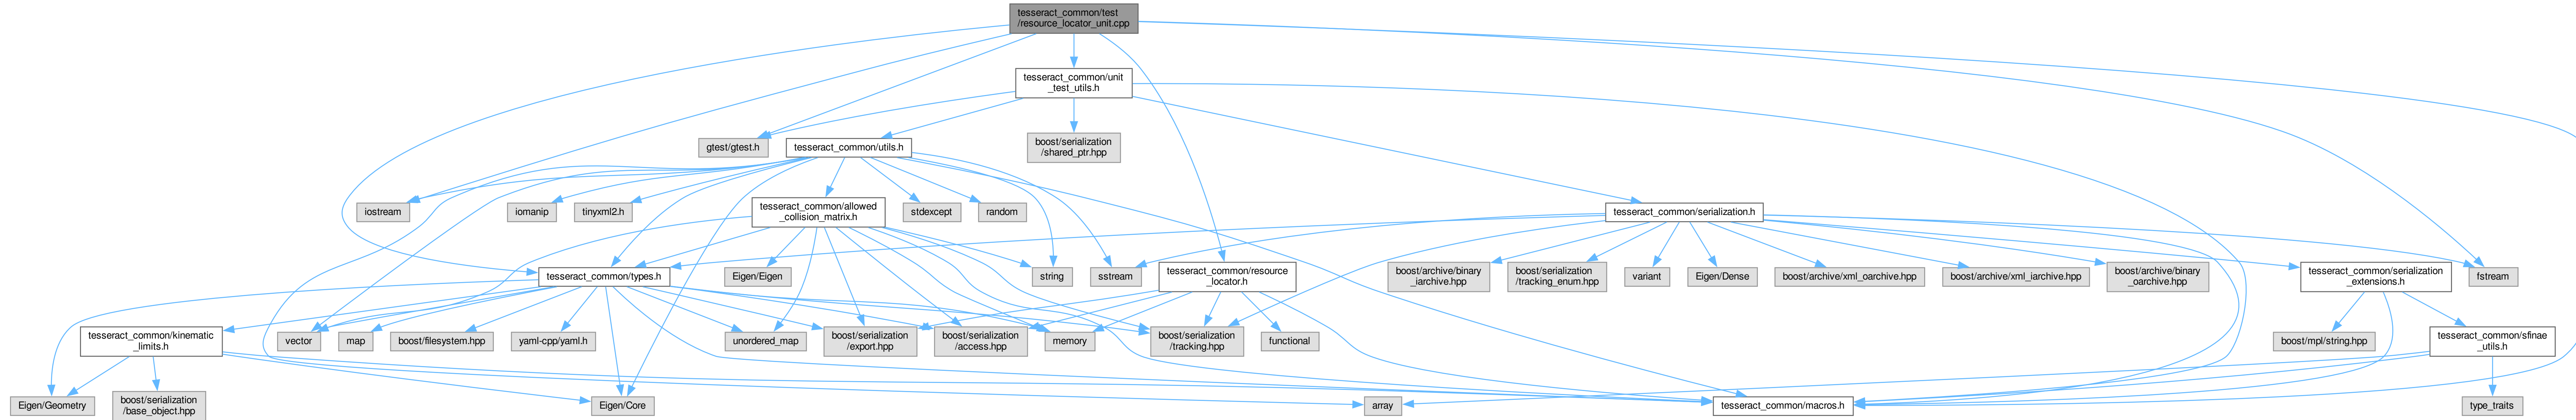 tesseract_common/test
/resource_locator_unit.cpp
tesseract_common/unit
_test_utils.h
gtest/gtest.h
tesseract_common/utils.h
boost/serialization
/shared_ptr.hpp
iostream
iomanip
tinyxml2.h
tesseract_common/allowed
_collision_matrix.h
stdexcept
random
tesseract_common/serialization.h
tesseract_common/types.h
Eigen/Eigen
string
sstream
tesseract_common/resource
_locator.h
boost/archive/binary
_iarchive.hpp
boost/serialization
/tracking_enum.hpp
variant
Eigen/Dense
boost/archive/xml_oarchive.hpp
boost/archive/xml_iarchive.hpp
boost/archive/binary
_oarchive.hpp
tesseract_common/serialization
_extensions.h
fstream
tesseract_common/kinematic
_limits.h
vector
map
boost/filesystem.hpp
yaml-cpp/yaml.h
unordered_map
boost/serialization
/export.hpp
boost/serialization
/access.hpp
memory
boost/serialization
/tracking.hpp
functional
boost/mpl/string.hpp
tesseract_common/sfinae
_utils.h
Eigen/Geometry
boost/serialization
/base_object.hpp
Eigen/Core
array
tesseract_common/macros.h
type_traits